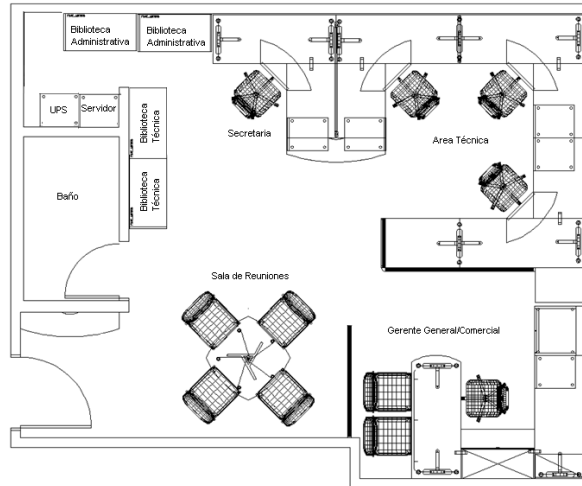 Biblioteca
Administrativa
Biblioteca
Administrativa
UPS
Servidor
Biblioteca
Técnica
Biblioteca
Técnica
Secretaria
Area Técnica
Baño
Sala de Reuniones
Gerente General/Comercial